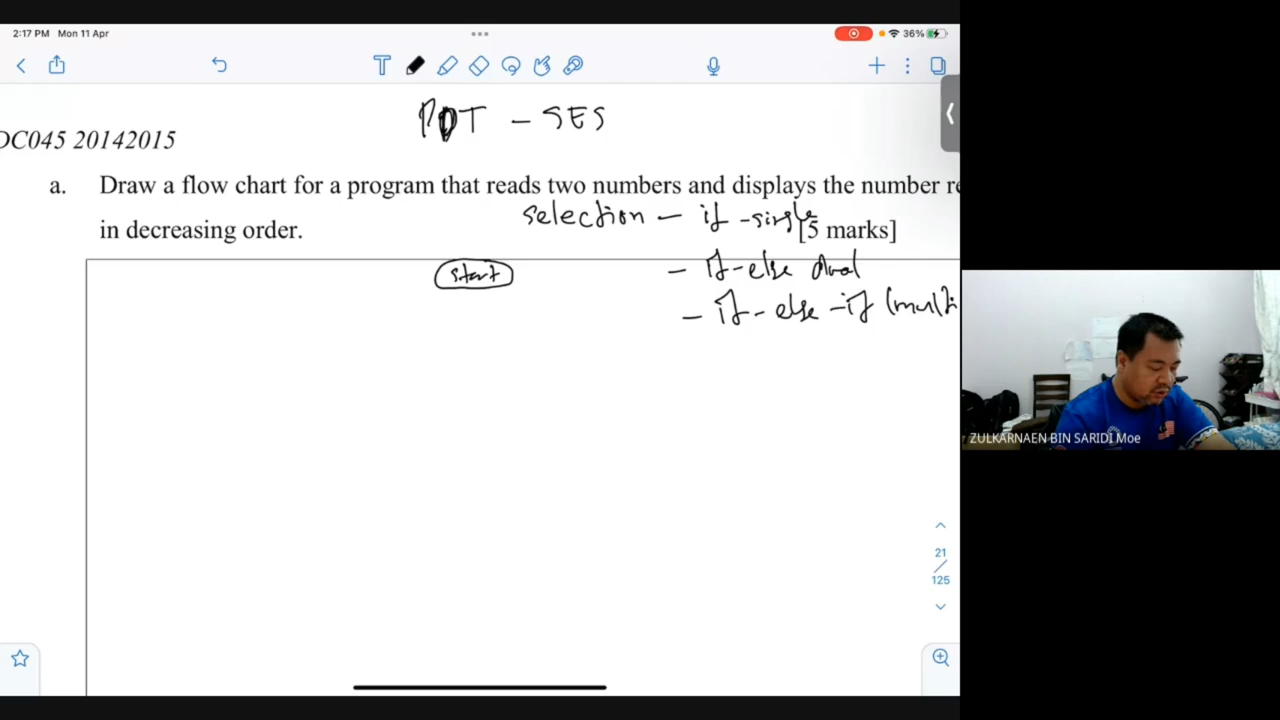 2:17 PM Mon 11 Apr
36%
PDT - SES
DC045 20142015
a. Draw a flow chart for a program that reads two numbers and displays the number re
selection - if - single
in decreasing order. [5 marks]
start
- if - else dual
- if - else - if (multi
ZULKARNAEN BIN SARIDI Moe
21
125